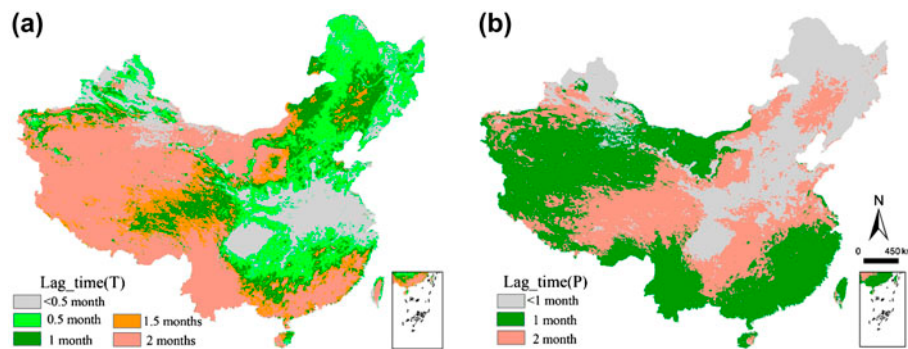 (a)
(b)
Lag_time(T)
<0.5 month
0.5 month
1.5 months
1 month
2 months
Lag_time(P)
<1 month
1 month
2 month
N
0 450 k